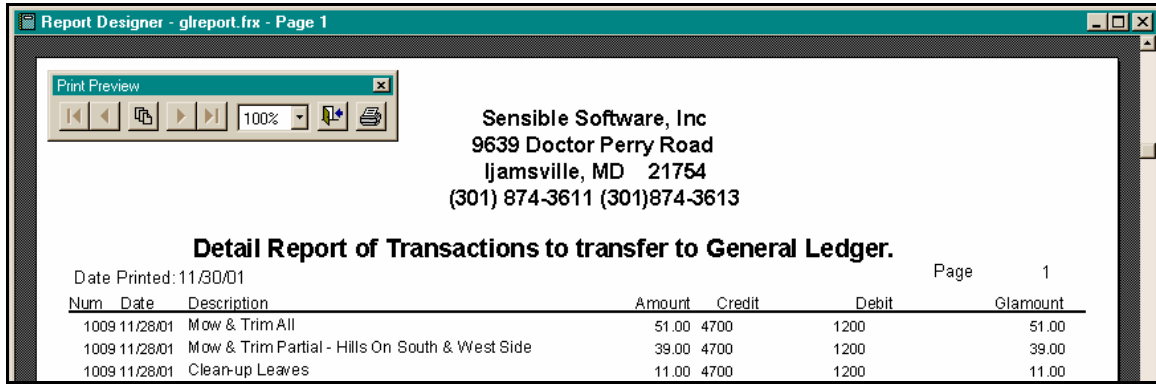 Report Designer - glreport.frx - Page 1
Print Preview
100%
Sensible Software, Inc
9639 Doctor Perry Road
Ijamsville, MD 21754
(301) 874-3611 (301)874-3613
Detail Report of Transactions to transfer to General Ledger.
Date Printed: 11/30/01 Page 1
Num Date Description Amount Credit Debit Glamount
1009 11/28/01 Mow & Trim All 51.00 4700 1200 51.00
1009 11/28/01 Mow & Trim Partial - Hills On South & West Side 39.00 4700 1200 39.00
1009 11/28/01 Clean-up Leaves 11.00 4700 1200 11.00